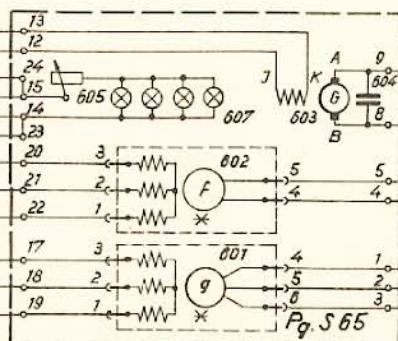 13
12 J K A 9
24
15 605 603 G 604
14 607 B 8
23
20 3 602
21 2 F 5 5
22 1 4 4
17 3 601 4 1
18 2 g 5 2
19 1 6 3
Pg. S 65